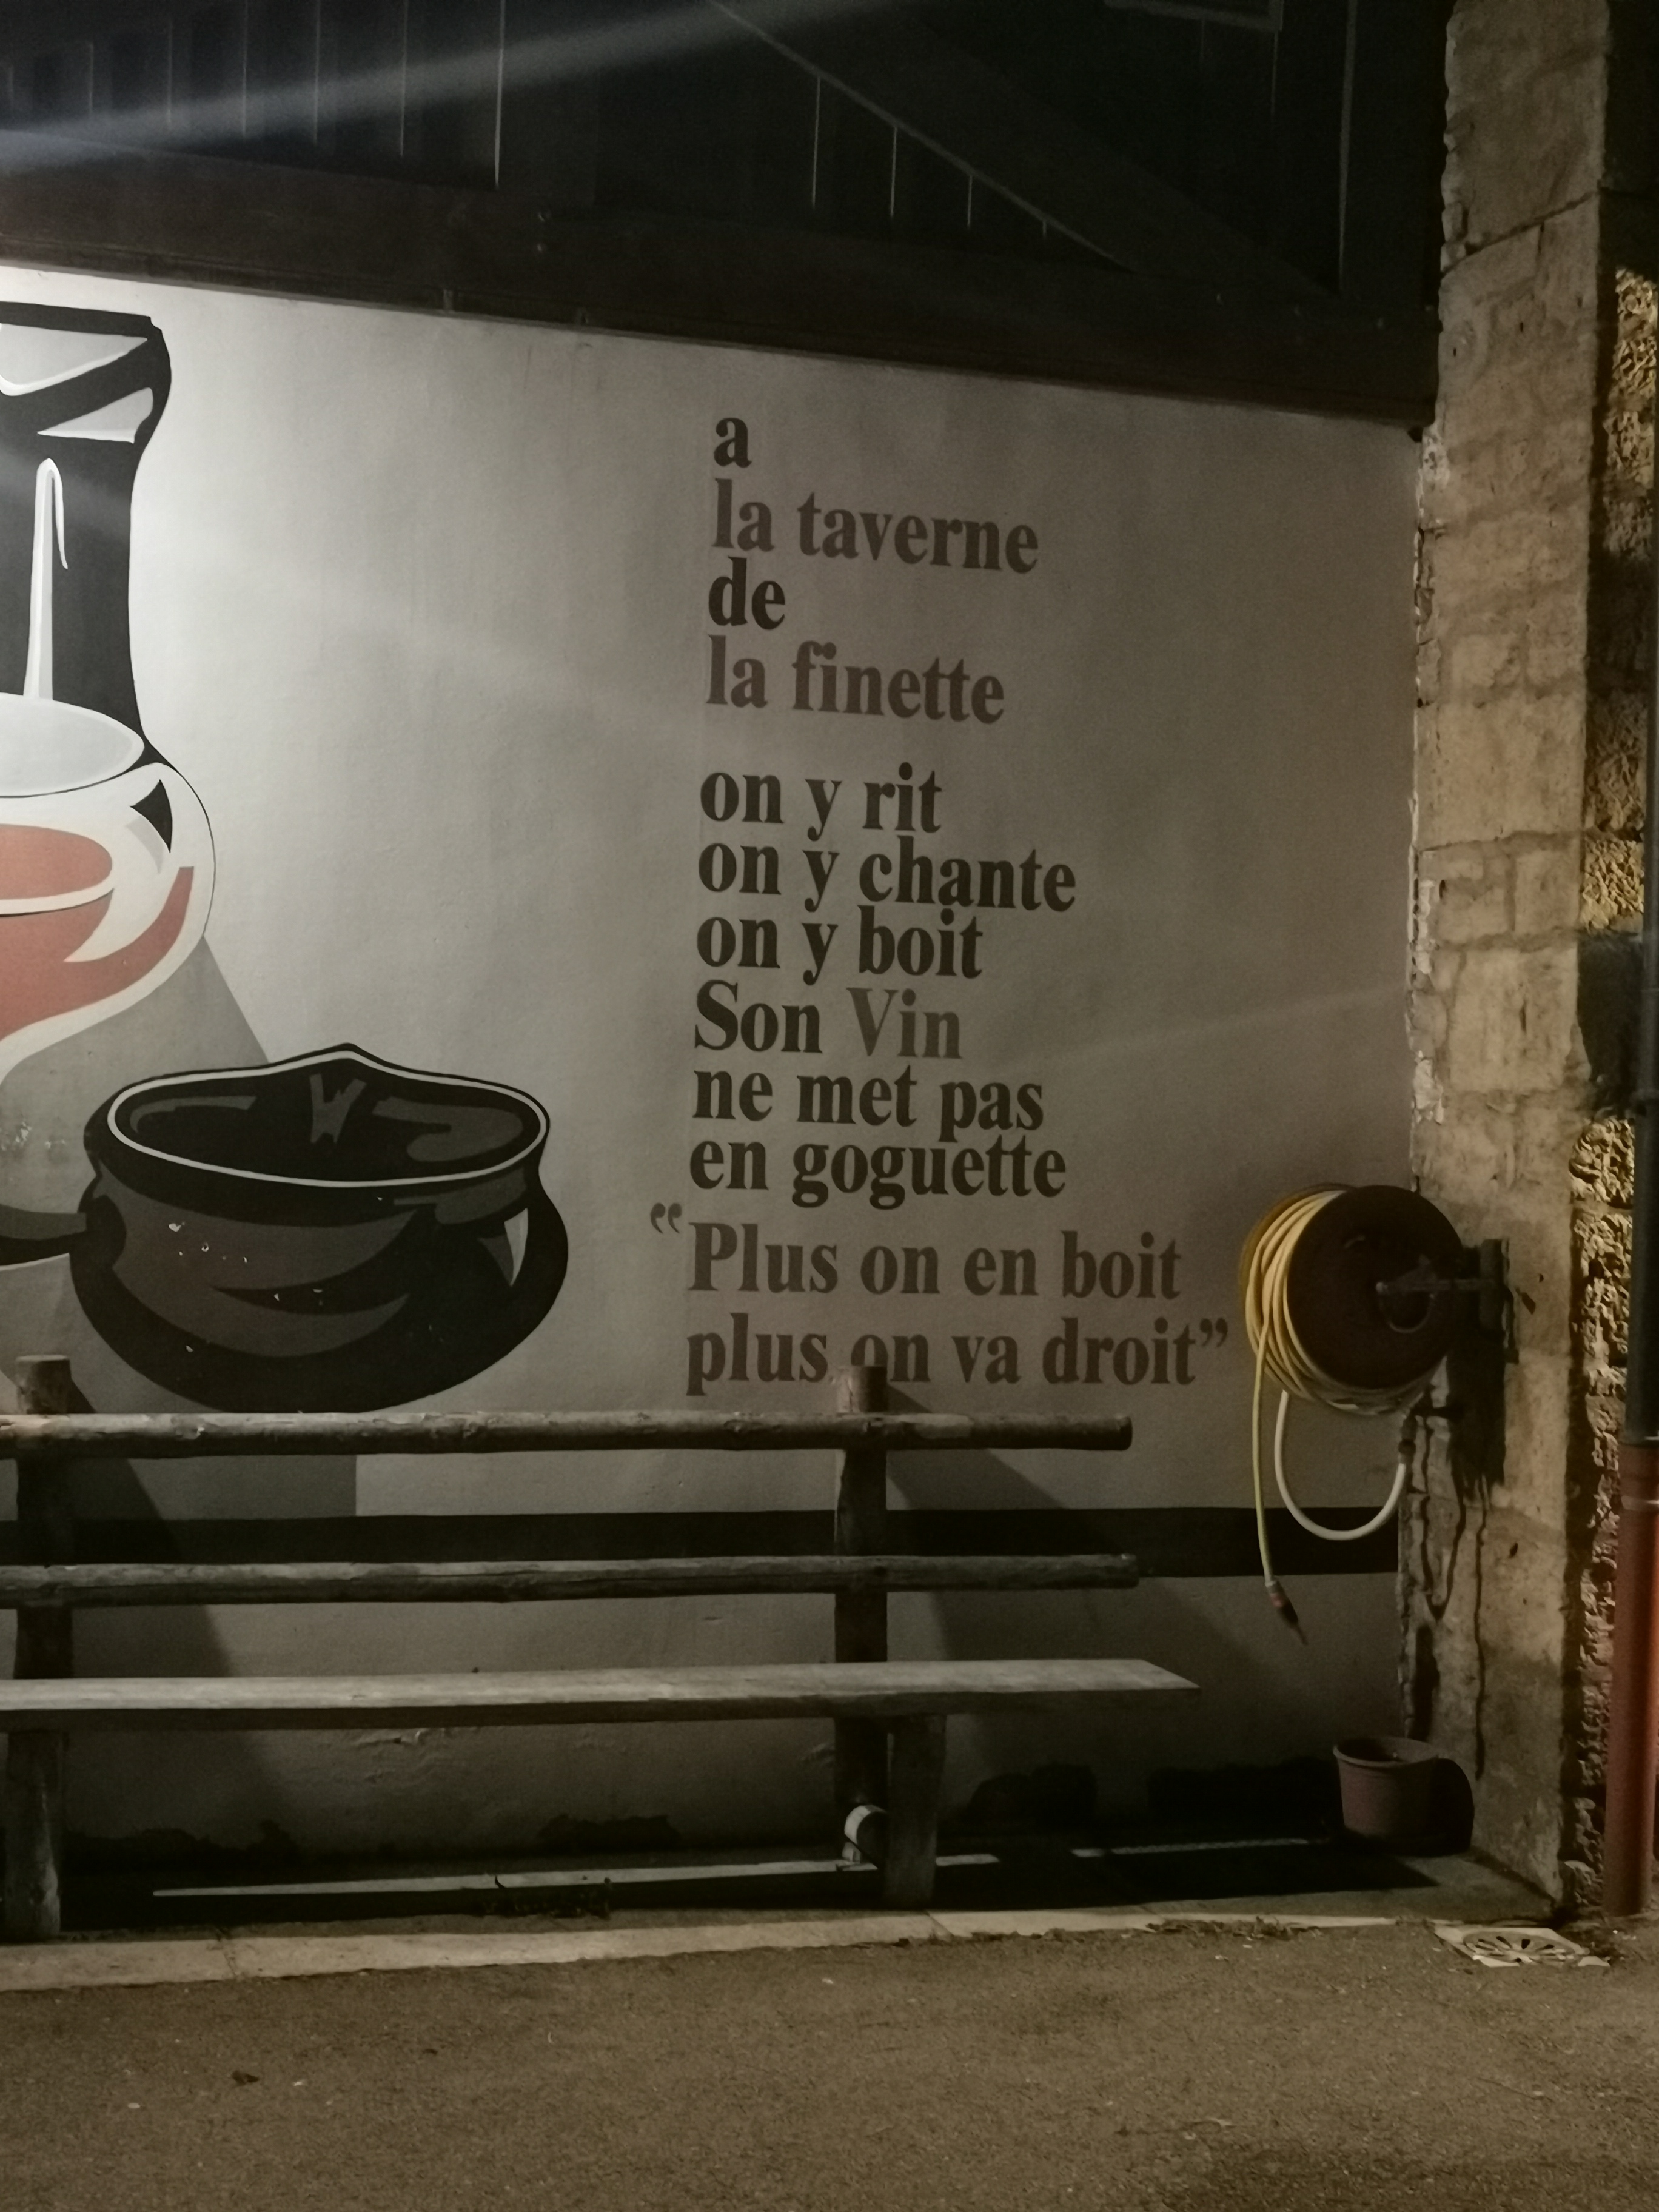 a
la taverne
de
la finette
on y rit
on y chante
on y boit
Son Vin
ne met pas
en goguette
“Plus on en boit
plus on va droit”